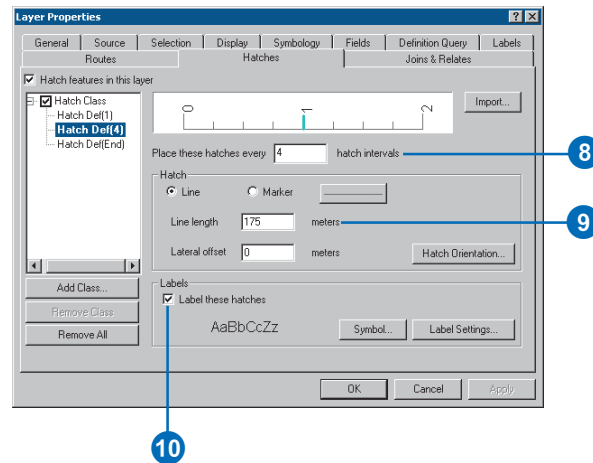 Layer Properties
General Source Selection Display Symbology Fields Definition Query Labels
Routes Hatches Joins & Relates
Hatch features in this layer
Hatch Class
Hatch Def(1)
Hatch Def(4)
Hatch Def(End)
0 1 2
Import...
Place these hatches every 4 hatch intervals
8
Hatch
Line Marker
Line length 175 meters
9
Lateral offset 0 meters
Hatch Orientation...
Add Class...
Remove Class
Remove All
Labels
Label these hatches
AaBbCcZz
Symbol...
Label Settings...
OK Cancel Apply
10